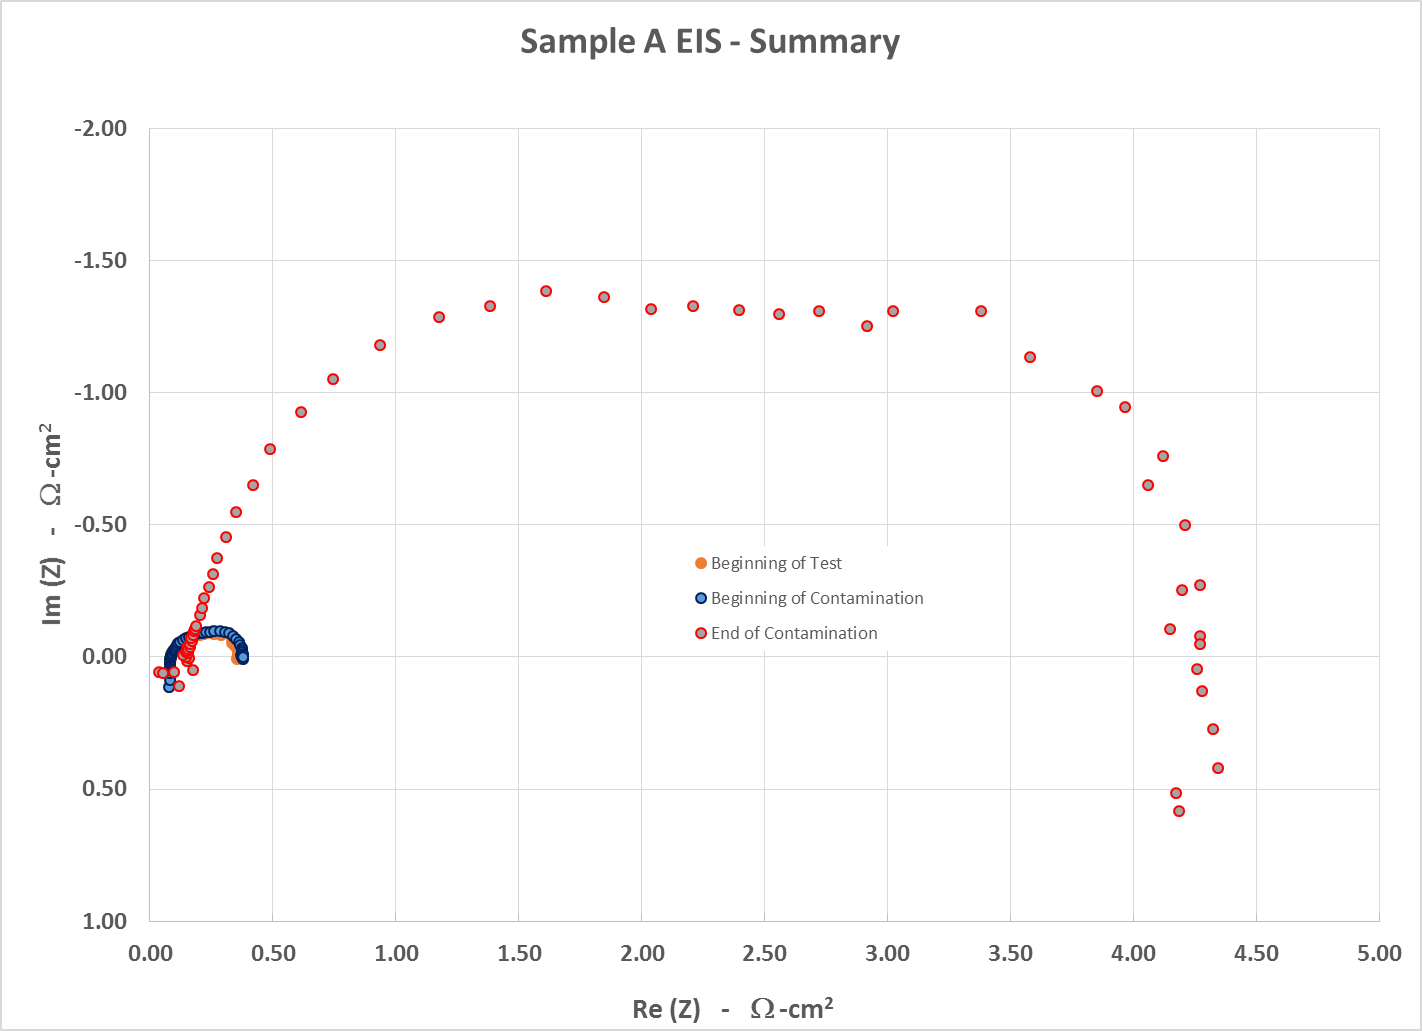 Sample A EIS - Summary
-2.00
-1.50
-1.00
-0.50
0.00
0.50
1.00
Im (Z) - Ω -cm²
Beginning of Test
Beginning of Contamination
End of Contamination
0.00 0.50 1.00 1.50 2.00 2.50 3.00 3.50 4.00 4.50 5.00
Re (Z) - Ω -cm²